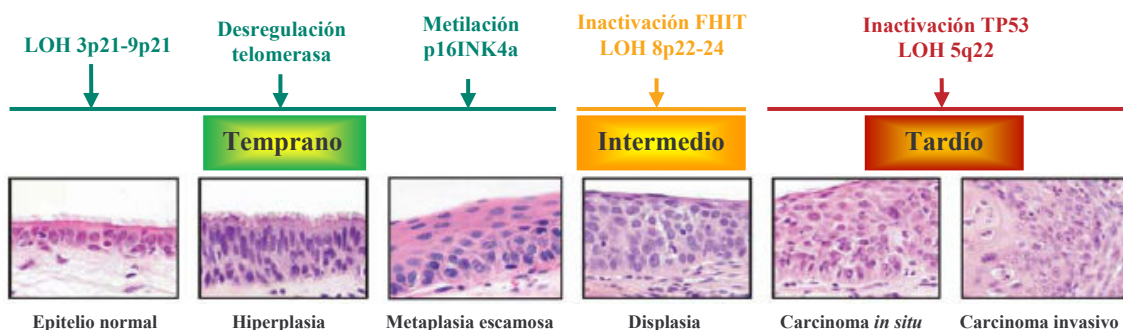 LOH 3p21-9p21
Desregulación
telomerasa
Metilación
p16INK4a
Inactivación FHIT
LOH 8p22-24
Inactivación TP53
LOH 5q22
Temprano
Intermedio
Tardío
Epitelio normal
Hiperplasia
Metaplasia escamosa
Displasia
Carcinoma in situ
Carcinoma invasivo